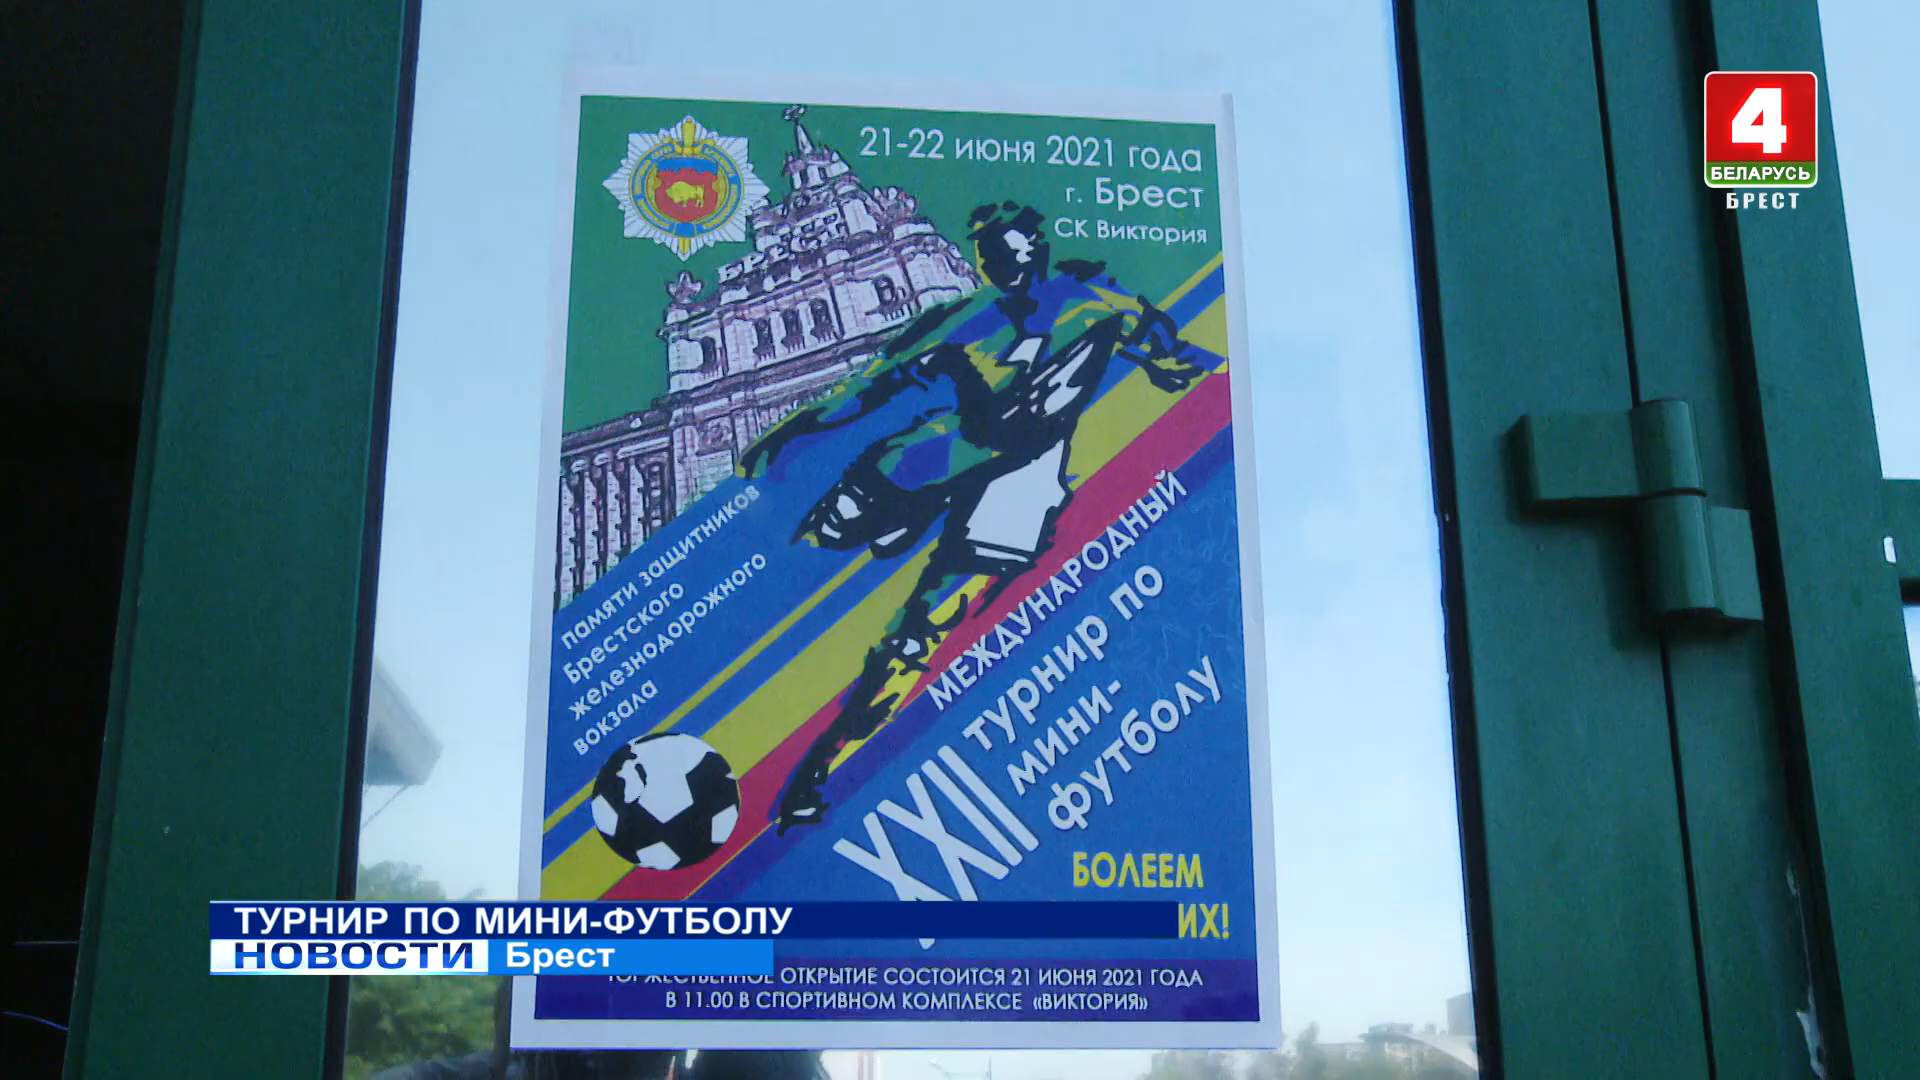 21-22 июня 2021 года
г. Брест
СК Виктория
БРЕСТ
памяти защитников
Брестского
железнодорожного
вокзала
МЕЖДУНАРОДНЫЙ
XXII
турнир по
мини-
футболу
БОЛЕЕМ
ИХ!
ТОРЖЕСТВЕННОЕ ОТКРЫТИЕ СОСТОИТСЯ 21 ИЮНЯ 2021 ГОДА
В 11.00 В СПОРТИВНОМ КОМПЛЕКСЕ «ВИКТОРИЯ»
4
БЕЛАРУСЬ
БРЕСТ
ТУРНИР ПО МИНИ-ФУТБОЛУ
НОВОСТИ Брест